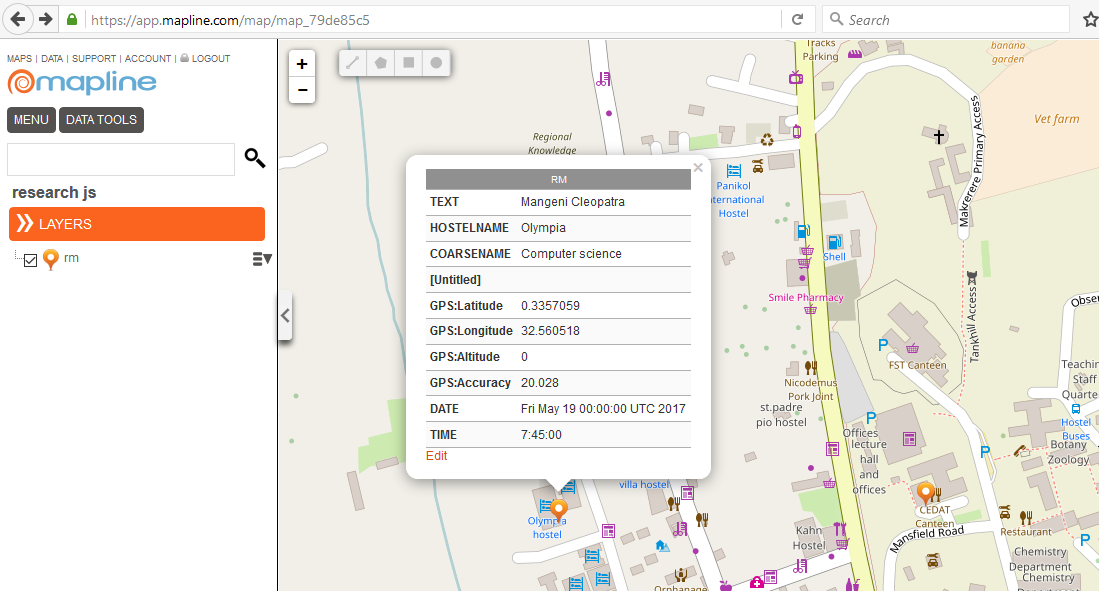 https://app.mapline.com/map/map_79de85c5
Search
MAPS | DATA | SUPPORT | ACCOUNT | LOGOUT
mapline
MENU
DATA TOOLS
research js
LAYERS
rm
+
−
RM
TEXT Mangeni Cleopatra
HOSTELNAME Olympia
COARSENAME Computer science
[Untitled]
GPS:Latitude 0.3357059
GPS:Longitude 32.560518
GPS:Altitude 0
GPS:Accuracy 20.028
DATE Fri May 19 00:00:00 UTC 2017
TIME 7:45:00
Edit
Tracks
Parking
banana
garden
Vet farm
Makrerere Primary Access
Regional
Knowledge
Panikol
International
Hostel
Shell
Smile Pharmacy
Tankhill Access
Obser
P
FST Canteen
Nicodemus
Pork Joint
st.padre
pio hostel
P
Teaching
Staff
Quarte
Hostel
Buses
Offices
lecture
hall
and
offices
P
Botany
Zoology
villa hostel
Olympia
hostel
CEDAT
Canteen
Mansfield Road
Restaurant
Kahn
Hostel
P
Chemistry
Department
Chemistry
Department
Orphanage